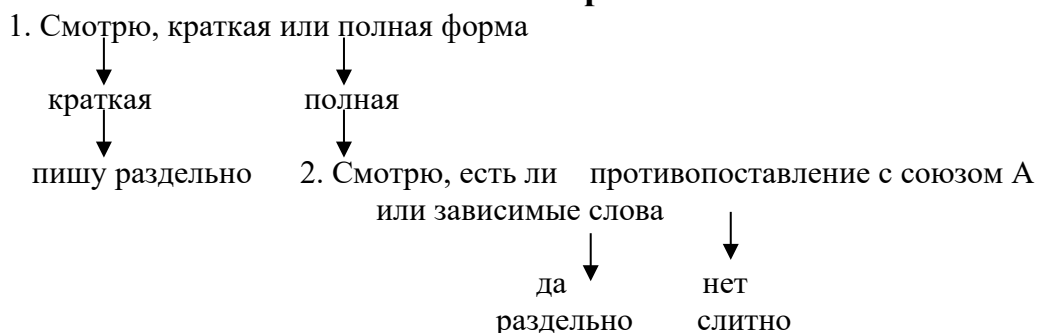 1. Смотрю, краткая или полная форма
краткая полная
пишу раздельно 2. Смотрю, есть ли противопоставление с союзом А
или зависимые слова
да нет
раздельно слитно